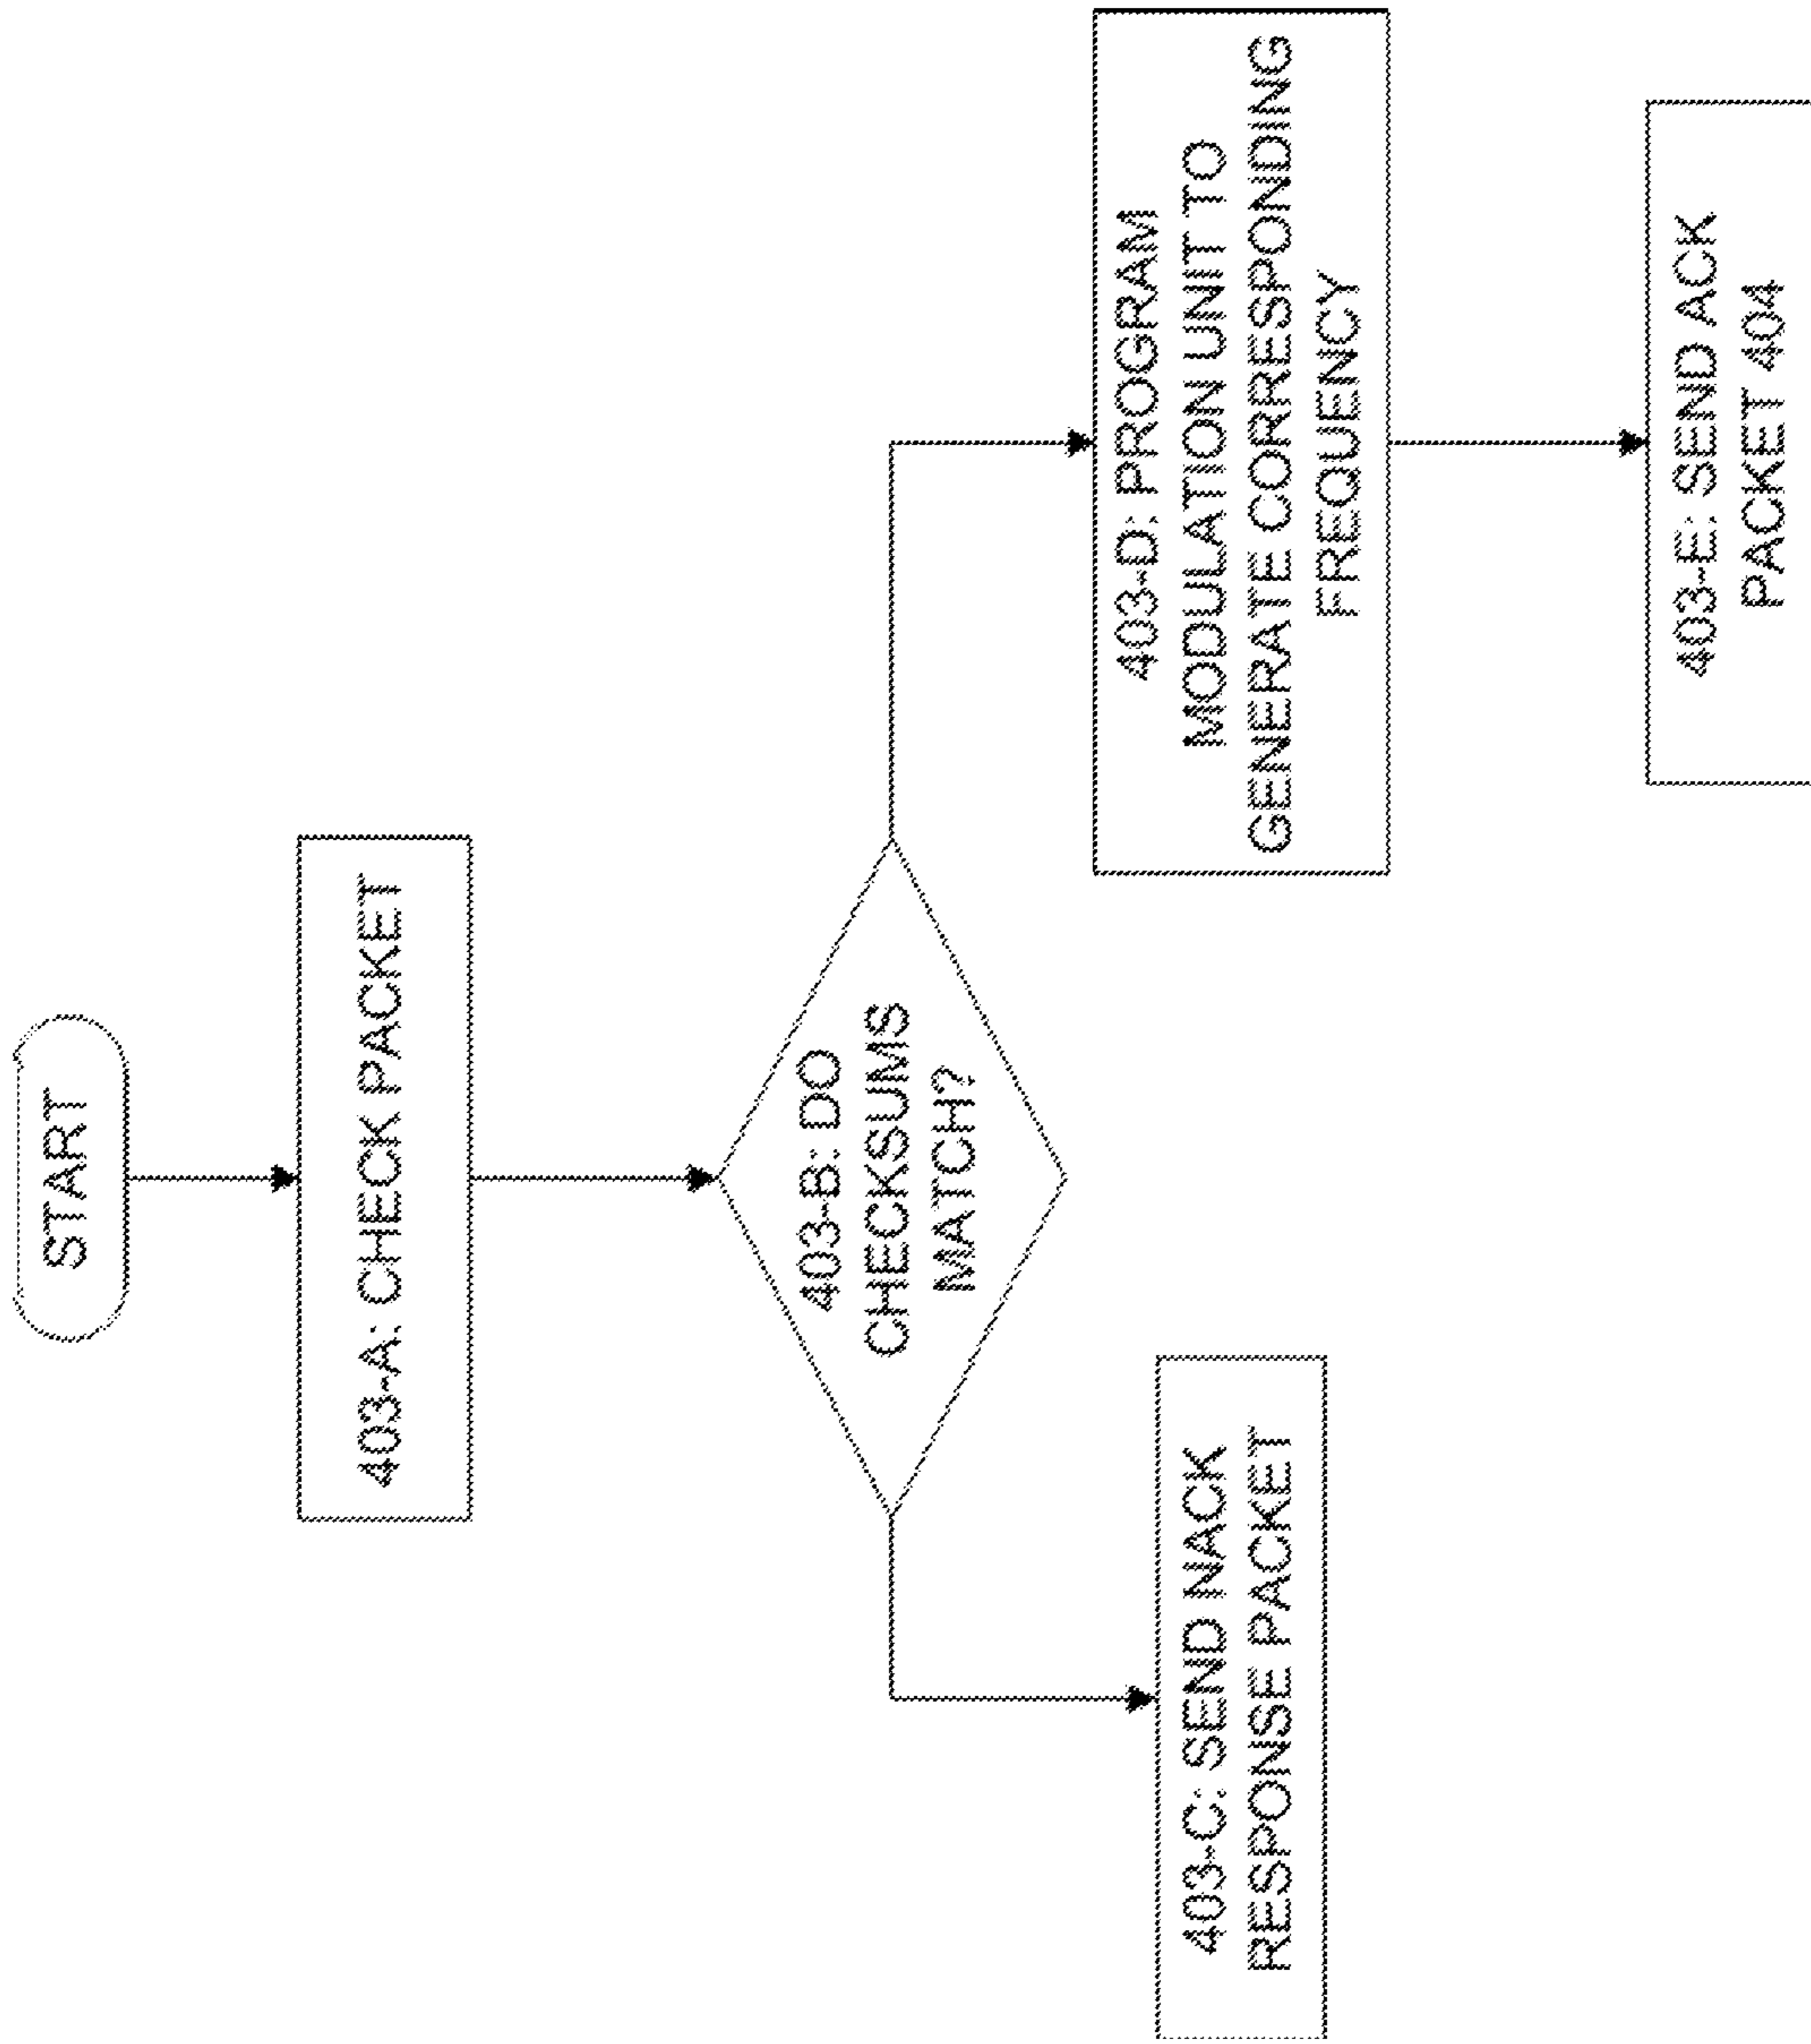 START
403-A: CHECK PACKET
403-B: DO
CHECKSUMS
MATCH?
403-C: SEND NACK
RESPONSE PACKET
403-D: PROGRAM
MODULATION UNIT TO
GENERATE CORRESPONDING
FREQUENCY
403-E: SEND ACK
PACKET 404